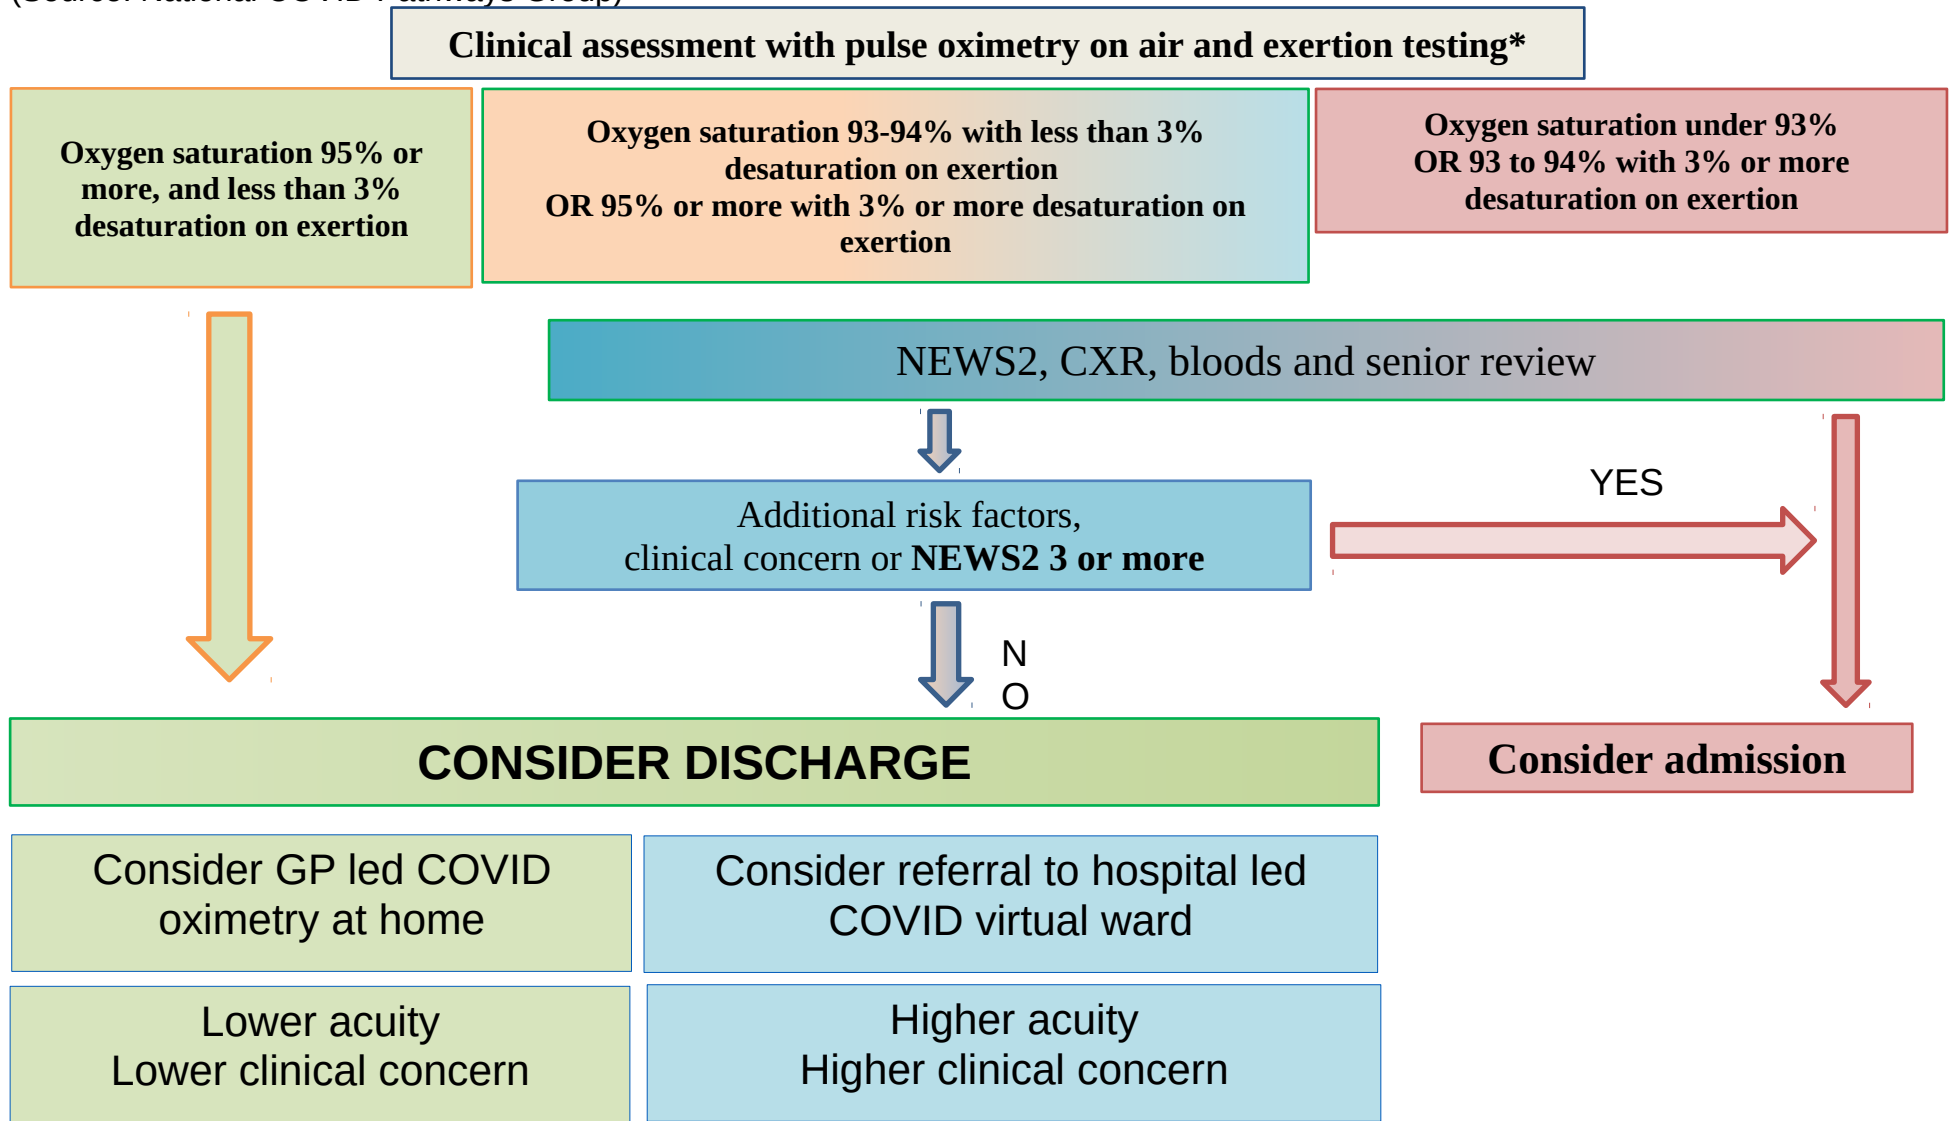 (Source: National COVID Pathways Group)
Clinical assessment with pulse oximetry on air and exertion testing*
Oxygen saturation 95% or
more, and less than 3%
desaturation on exertion
Oxygen saturation 93-94% with less than 3%
desaturation on exertion
OR 95% or more with 3% or more desaturation on
exertion
Oxygen saturation under 93%
OR 93 to 94% with 3% or more
desaturation on exertion
NEWS2, CXR, bloods and senior review
Additional risk factors,
clinical concern or NEWS2 3 or more
YES
N
O
CONSIDER DISCHARGE
Consider admission
Consider GP led COVID
oximetry at home
Consider referral to hospital led
COVID virtual ward
Lower acuity
Lower clinical concern
Higher acuity
Higher clinical concern